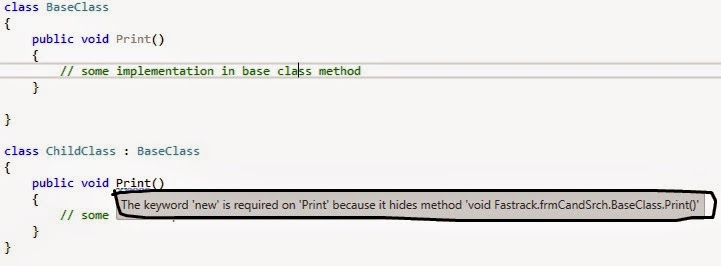 class BaseClass
{
public void Print()
{
// some implementation in base class method
}
}
class ChildClass : BaseClass
{
public void Print()
{
The keyword 'new' is required on 'Print' because it hides method 'void Fastrack.frmCandSrch.BaseClass.Print()'
// some
}
}